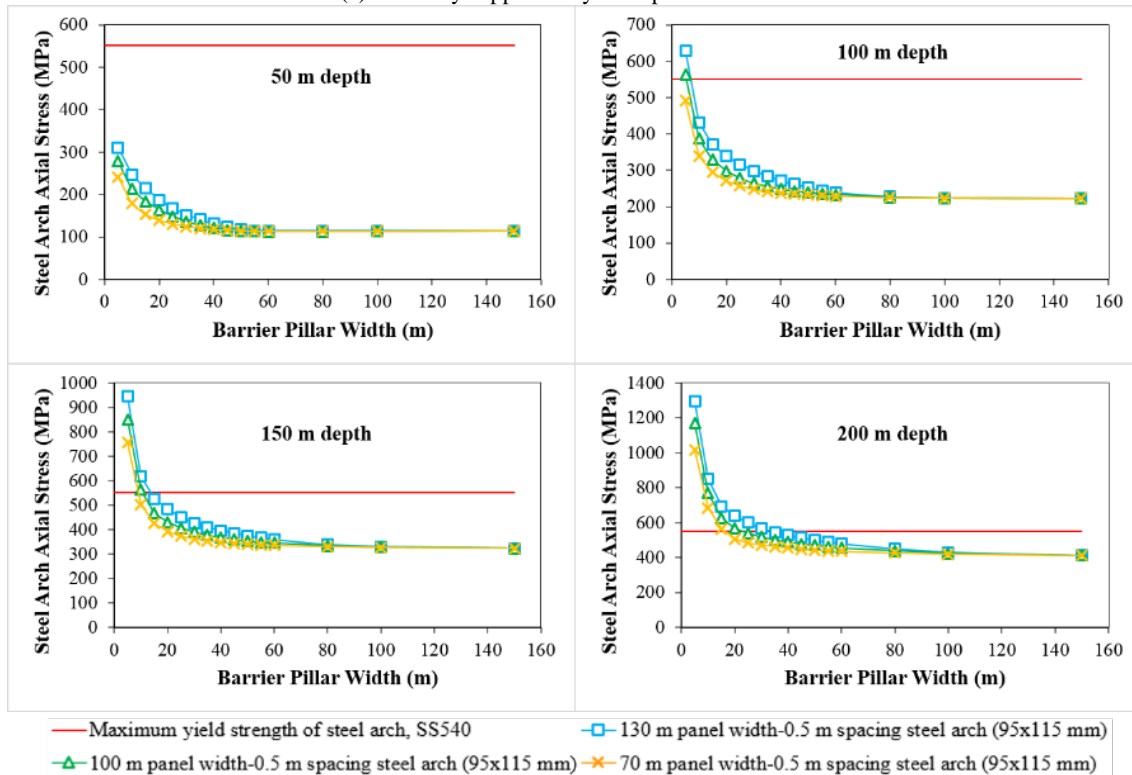 Steel Arch Axial Stress (MPa)
600
500
400
300
200
100
0
50 m depth
0 20 40 60 80 100 120 140 160
Barrier Pillar Width (m)
Steel Arch Axial Stress (MPa)
700
600
500
400
300
200
100
0
100 m depth
0 20 40 60 80 100 120 140 160
Barrier Pillar Width (m)
Steel Arch Axial Stress (MPa)
1000
900
800
700
600
500
400
300
200
100
0
150 m depth
0 20 40 60 80 100 120 140 160
Barrier Pillar Width (m)
Steel Arch Axial Stress (MPa)
1400
1200
1000
800
600
400
200
0
200 m depth
0 20 40 60 80 100 120 140 160
Barrier Pillar Width (m)
Maximum yield strength of steel arch, SS540
130 m panel width-0.5 m spacing steel arch (95x115 mm)
100 m panel width-0.5 m spacing steel arch (95x115 mm)
70 m panel width-0.5 m spacing steel arch (95x115 mm)